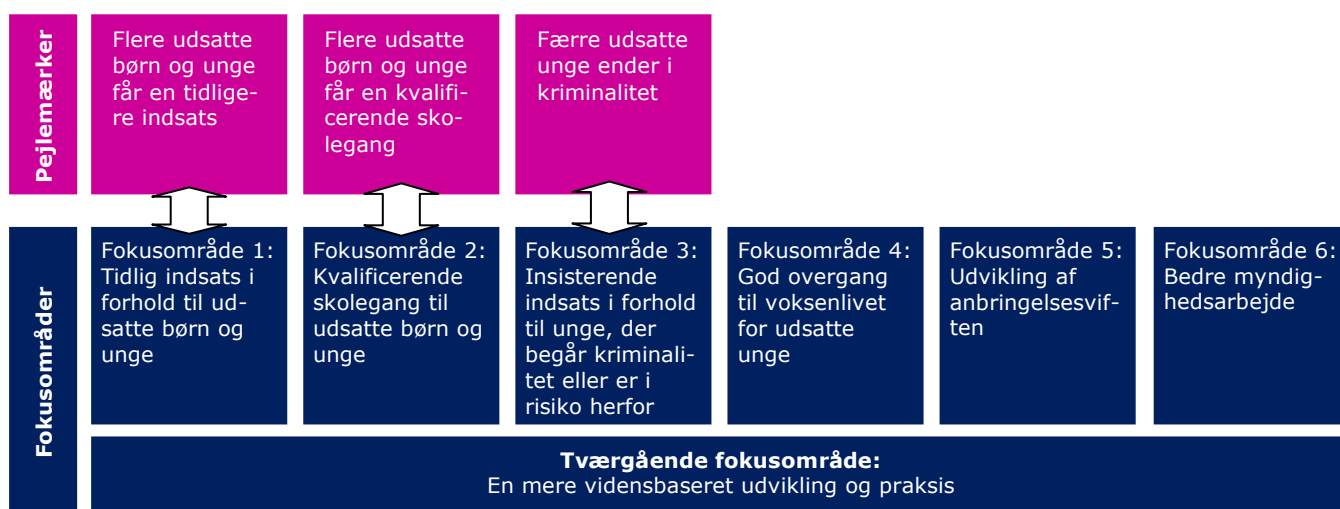 Pejlemærker
Flere udsatte
børn og unge
får en tidlige-
re indsats
Flere udsatte
børn og unge
får en kvalifi-
cerende sko-
legang
Færre udsatte
unge ender i
kriminalitet
Fokusområder
Fokusområde 1:
Tidlig indsats i
forhold til ud-
satte børn og
unge
Fokusområde 2:
Kvalificerende
skolegang til
udsatte børn og
unge
Fokusområde 3:
Insisterende
indsats i forhold
til unge, der
begår kriminali-
tet eller er i
risiko herfor
Fokusområde 4:
God overgang
til voksenlivet
for udsatte
unge
Fokusområde 5:
Udvikling af
anbringelsesvif-
ten
Fokusområde 6:
Bedre myndig-
hedsarbejde
Tværgående fokusområde:
En mere vidensbaseret udvikling og praksis